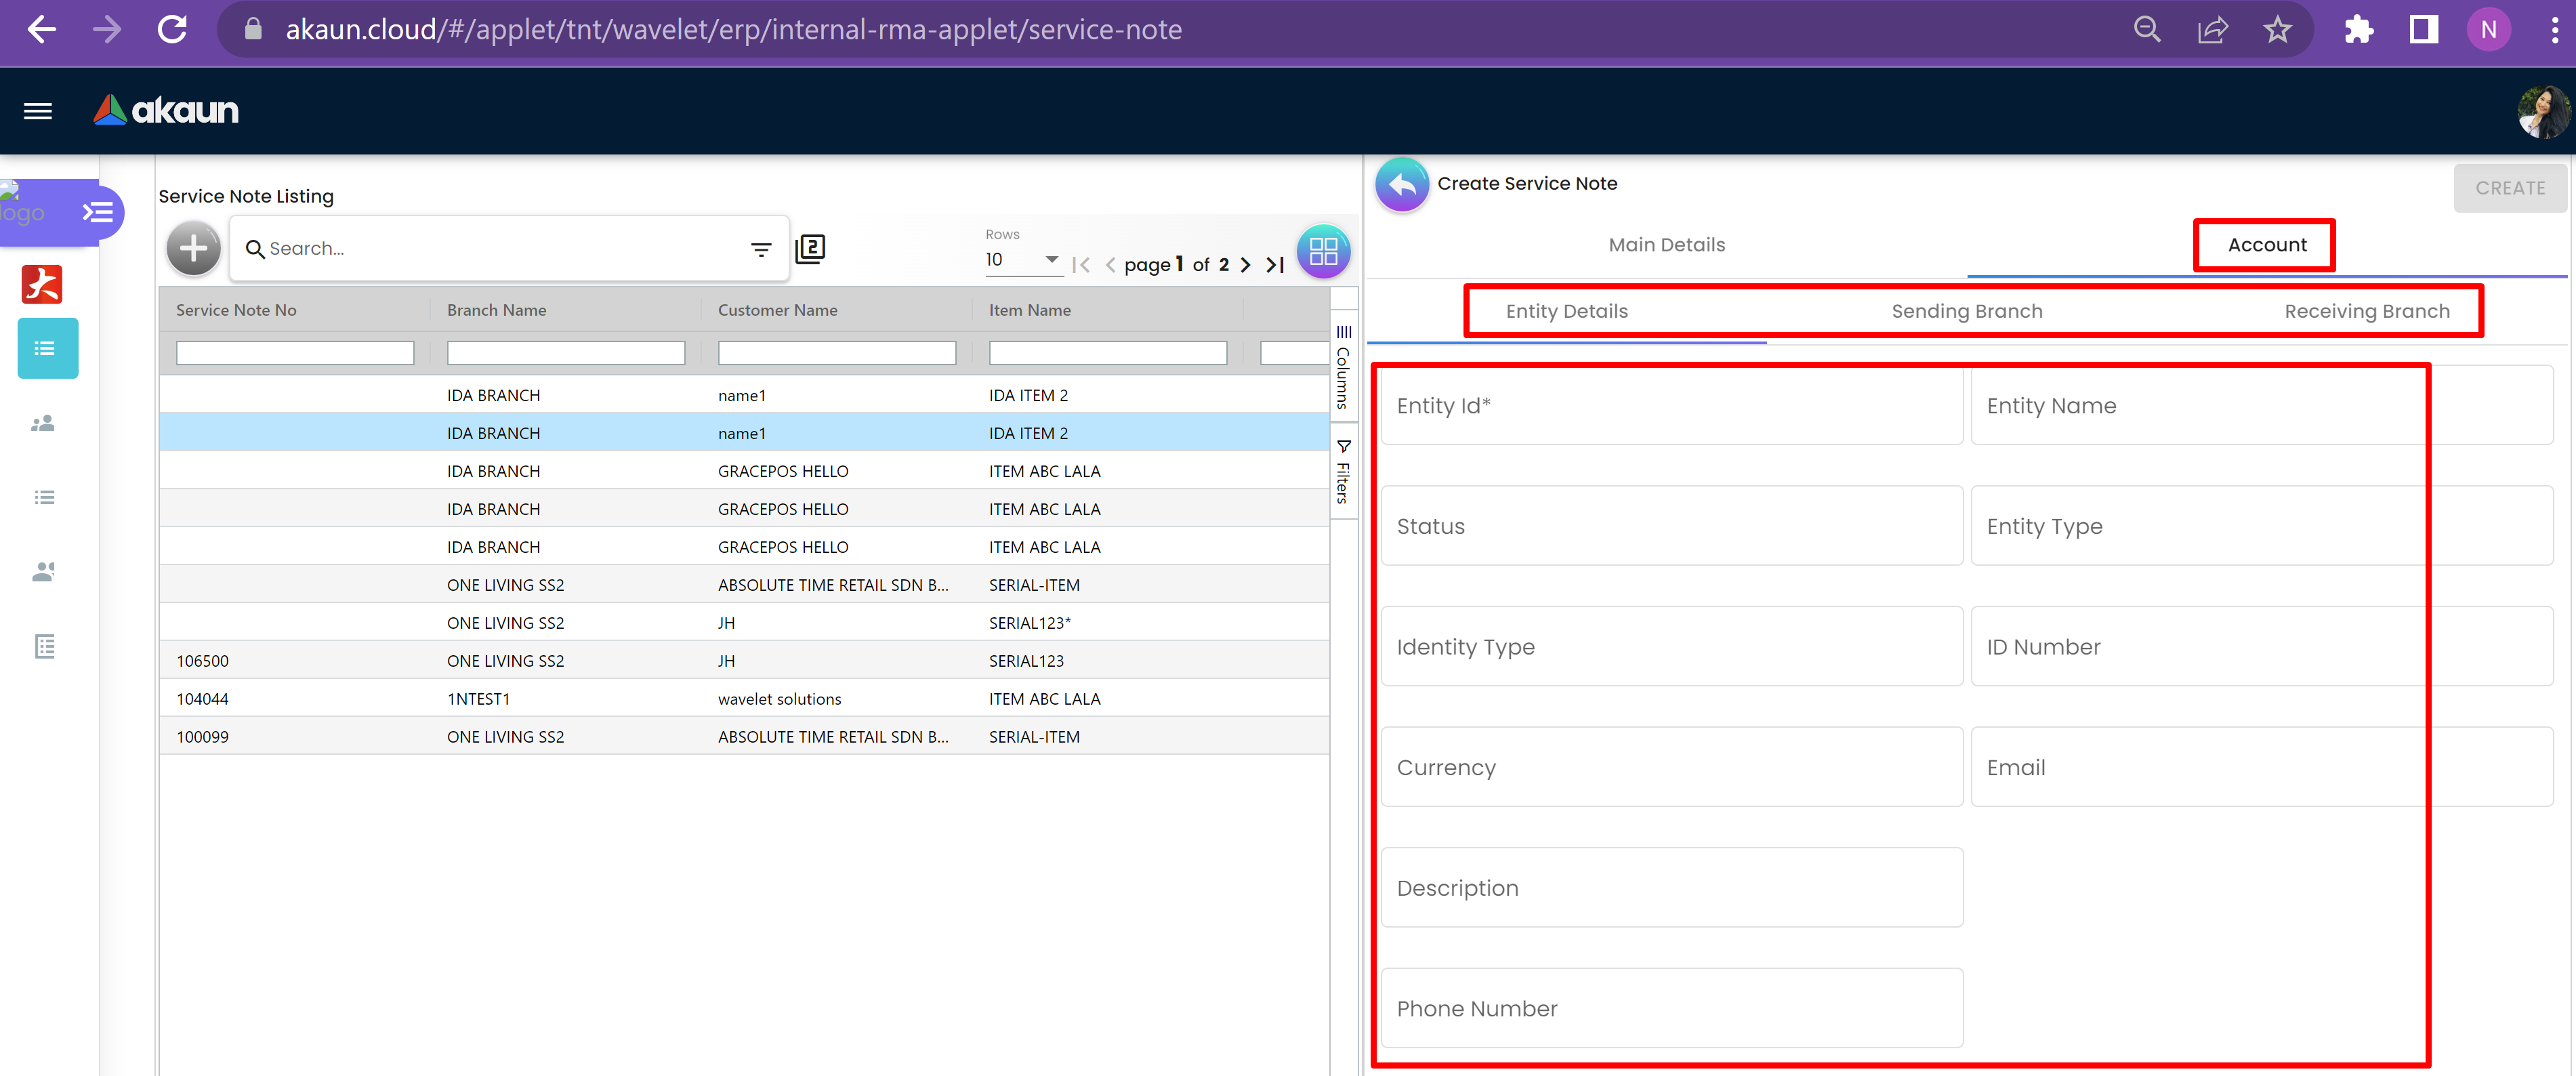 akaun.cloud/#/applet/tnt/wavelet/erp/internal-rma-applet/service-note
N
akaun
logo
Service Note Listing
Search...
2
Rows
10
page 1 of 2
Service Note No Branch Name Customer Name Item Name
IDA BRANCH name1 IDA ITEM 2
IDA BRANCH name1 IDA ITEM 2
IDA BRANCH GRACEPOS HELLO ITEM ABC LALA
IDA BRANCH GRACEPOS HELLO ITEM ABC LALA
IDA BRANCH GRACEPOS HELLO ITEM ABC LALA
ONE LIVING SS2 ABSOLUTE TIME RETAIL SDN B... SERIAL-ITEM
ONE LIVING SS2 JH SERIAL123*
106500 ONE LIVING SS2 JH SERIAL123
104044 1NTEST1 wavelet solutions ITEM ABC LALA
100099 ONE LIVING SS2 ABSOLUTE TIME RETAIL SDN B... SERIAL-ITEM
Columns
Filters
Create Service Note
CREATE
Main Details Account
Entity Details Sending Branch Receiving Branch
Entity Id* Entity Name
Status Entity Type
Identity Type ID Number
Currency Email
Description
Phone Number